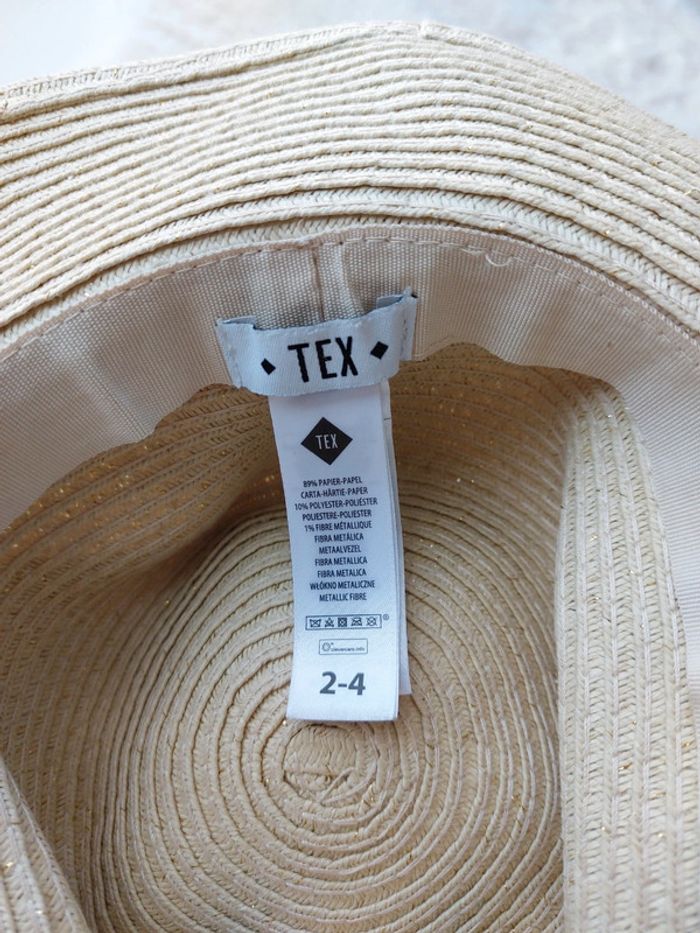 TEX
TEX
89% PAPIER-PAPEL
CARTA-HÂRTIE-PAPER
10% POLYESTER-POLIÉSTER
POLIESTERE-POLIESTER
1% FIBRE MÉTALLIQUE
FIBRA METÁLICA
METAALVEZEL
FIBRA METALLICA
FIBRA METALICA
WŁÓKNO METALICZNE
METALLIC FIBRE
®
clevercare.info
2-4